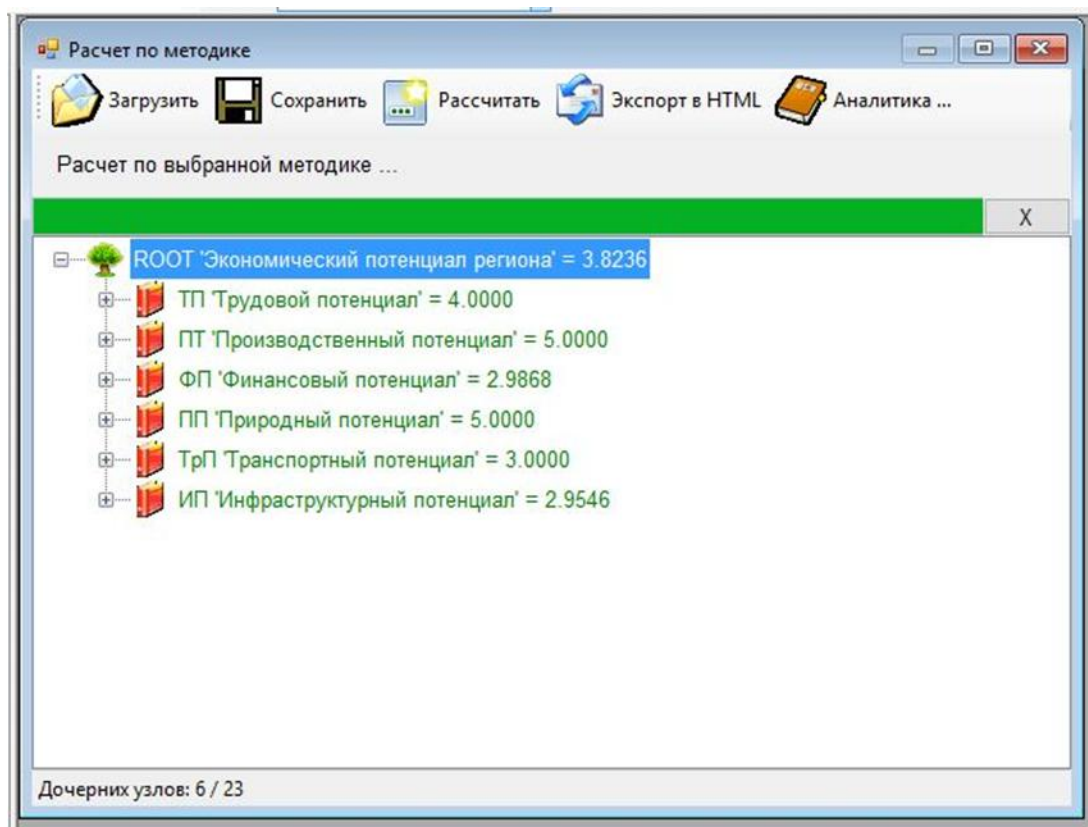 Расчет по методике
Загрузить Сохранить Рассчитать Экспорт в HTML Аналитика ...
Расчет по выбранной методике ...
X
ROOT 'Экономический потенциал региона' = 3.8236
ТП 'Трудовой потенциал' = 4.0000
ПТ 'Производственный потенциал' = 5.0000
ФП 'Финансовый потенциал' = 2.9868
ПП 'Природный потенциал' = 5.0000
ТрП 'Транспортный потенциал' = 3.0000
ИП 'Инфраструктурный потенциал' = 2.9546
Дочерних узлов: 6 / 23